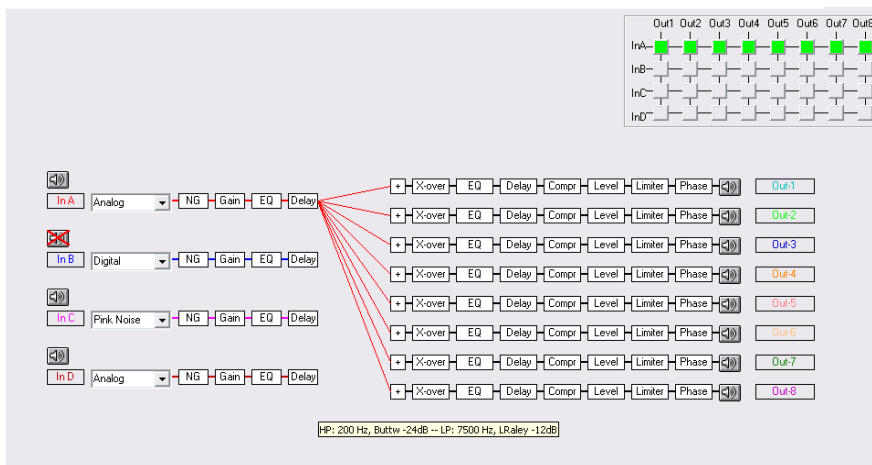 Out1 Out2 Out3 Out4 Out5 Out6 Out7 Out8
InA
InB
InC
InD
In A Analog NG Gain EQ Delay
+ X-over EQ Delay Compr Level Limiter Phase Out-1
+ X-over EQ Delay Compr Level Limiter Phase Out-2
In B Digital NG Gain EQ Delay
+ X-over EQ Delay Compr Level Limiter Phase Out-3
+ X-over EQ Delay Compr Level Limiter Phase Out-4
In C Pink Noise NG Gain EQ Delay
+ X-over EQ Delay Compr Level Limiter Phase Out-5
+ X-over EQ Delay Compr Level Limiter Phase Out-6
In D Analog NG Gain EQ Delay
+ X-over EQ Delay Compr Level Limiter Phase Out-7
+ X-over EQ Delay Compr Level Limiter Phase Out-8
HP: 200 Hz, Buttw -24dB -- LP: 7500 Hz, LRaley -12dB